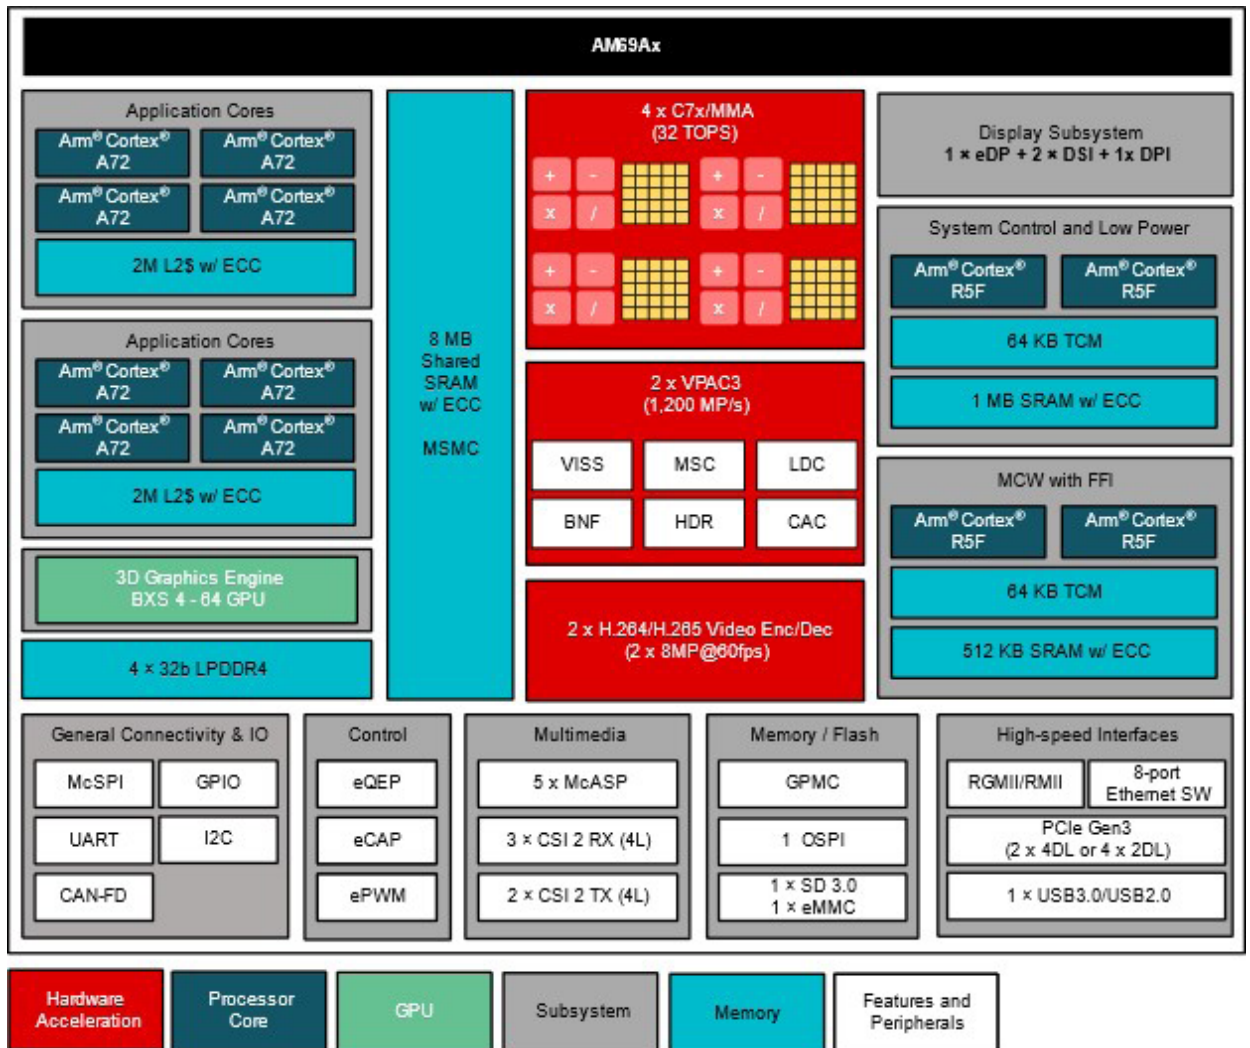 AM69Ax
Application Cores
Arm® Cortex®
A72
Arm® Cortex®
A72
Arm® Cortex®
A72
Arm® Cortex®
A72
2M L2$ w/ ECC
Application Cores
Arm® Cortex®
A72
Arm® Cortex®
A72
Arm® Cortex®
A72
Arm® Cortex®
A72
2M L2$ w/ ECC
3D Graphics Engine
BXS 4 - 64 GPU
4 × 32b LPDDR4
8 MB
Shared
SRAM
w/ ECC
MSMC
4 x C7x/MMA
(32 TOPS)
+ - + -
x / x /
+ - + -
x / x /
2 x VPAC3
(1,200 MP/s)
VISS
MSC
LDC
BNF
HDR
CAC
2 x H.264/H.265 Video Enc/Dec
(2 x 8MP@60fps)
Display Subsystem
1 × eDP + 2 × DSI + 1x DPI
System Control and Low Power
Arm® Cortex®
R5F
Arm® Cortex®
R5F
64 KB TCM
1 MB SRAM w/ ECC
MCW with FFI
Arm® Cortex®
R5F
Arm® Cortex®
R5F
64 KB TCM
512 KB SRAM w/ ECC
General Connectivity & IO
McSPI
GPIO
UART
I2C
CAN-FD
Control
eQEP
eCAP
ePWM
Multimedia
5 x McASP
3 × CSI 2 RX (4L)
2 × CSI 2 TX (4L)
Memory / Flash
GPMC
1 OSPI
1 × SD 3.0
1 × eMMC
High-speed Interfaces
RGMII/RMII
8-port
Ethernet SW
PCIe Gen3
(2 x 4DL or 4 x 2DL)
1 × USB3.0/USB2.0
Hardware
Acceleration
Processor
Core
GPU
Subsystem
Memory
Features and
Peripherals